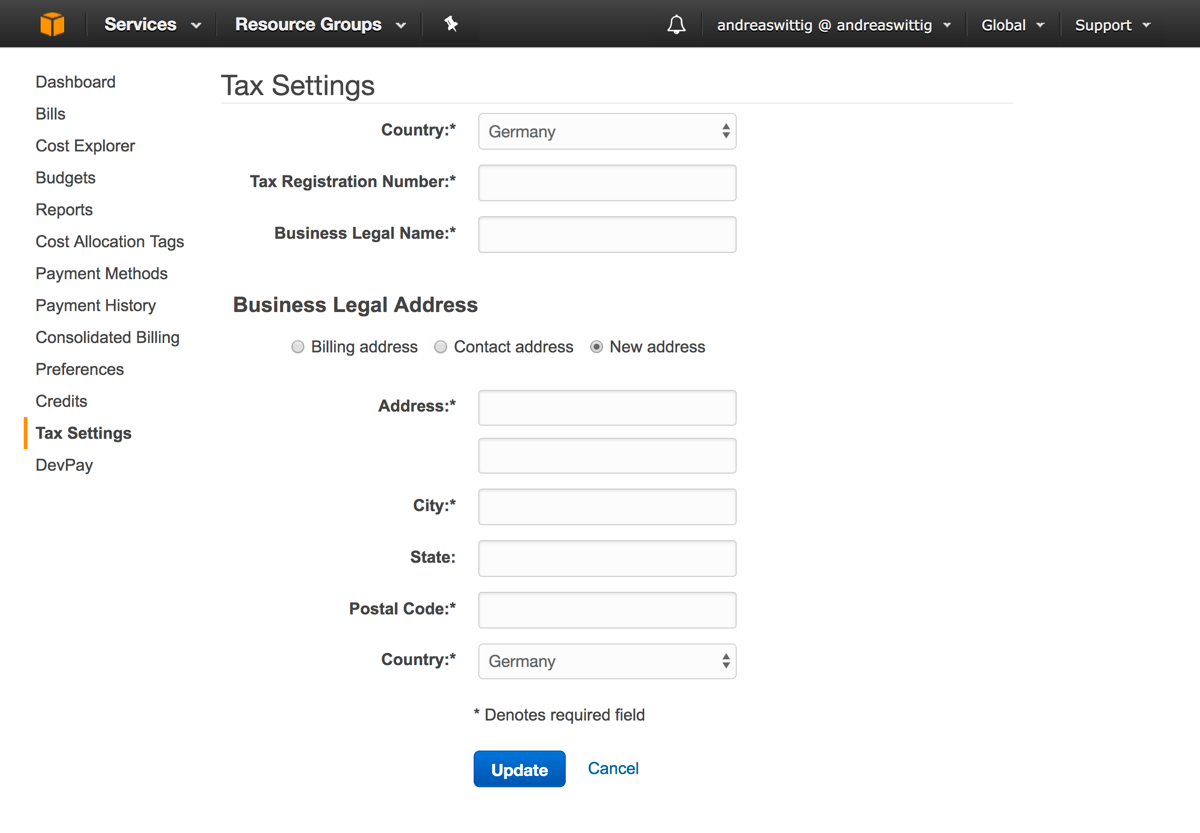 Services Resource Groups andreaswittig @ andreaswittig Global Support
Dashboard
Bills
Cost Explorer
Budgets
Reports
Cost Allocation Tags
Payment Methods
Payment History
Consolidated Billing
Preferences
Credits
Tax Settings
DevPay
Tax Settings
Country:* Germany
Tax Registration Number:*
Business Legal Name:*
Business Legal Address
Billing address Contact address New address
Address:*
City:*
State:
Postal Code:*
Country:* Germany
* Denotes required field
Update Cancel